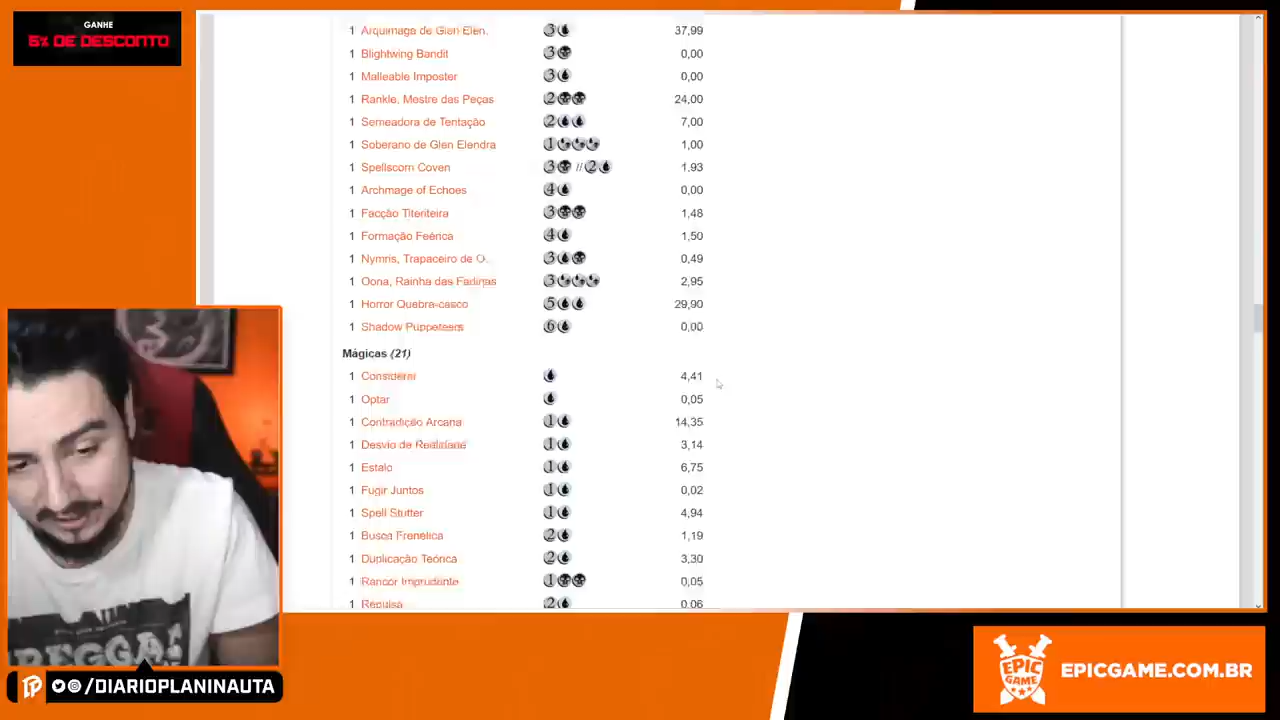 GANHE
5% DE DESCONTO
1 Arquimaga de Glen Elen. 37,99
1 Blightwing Bandit 0,00
1 Malleable Imposter 0,00
1 Rankle, Mestre das Peças 24,00
1 Semeadora de Tentação 7,00
1 Soberano de Glen Elendra 1,00
1 Spellscorn Coven // 1,93
1 Archmage of Echoes 0,00
1 Facção Titeriteira 1,48
1 Formação Feérica 1,50
1 Nymris, Trapaceiro de O.. 0,49
1 Oona, Rainha das Fadinhas 2,95
1 Horror Quebra-casco 29,90
1 Shadow Puppeteers 0,00
Mágicas (21)
1 Considerar 4,41
1 Optar 0,05
1 Contradição Arcana 14,35
1 Desvio de Realidade 3,14
1 Estalo 6,75
1 Fugir Juntos 0,02
1 Spell Stutter 4,94
1 Busca Frenética 1,19
1 Duplicação Teórica 3,30
1 Rancor Imprudente 0,05
1 Pequisa 0,06
REGGA
/DIARIOPLANINAUTA
EPIC GAME
EPICGAME.COM.BR